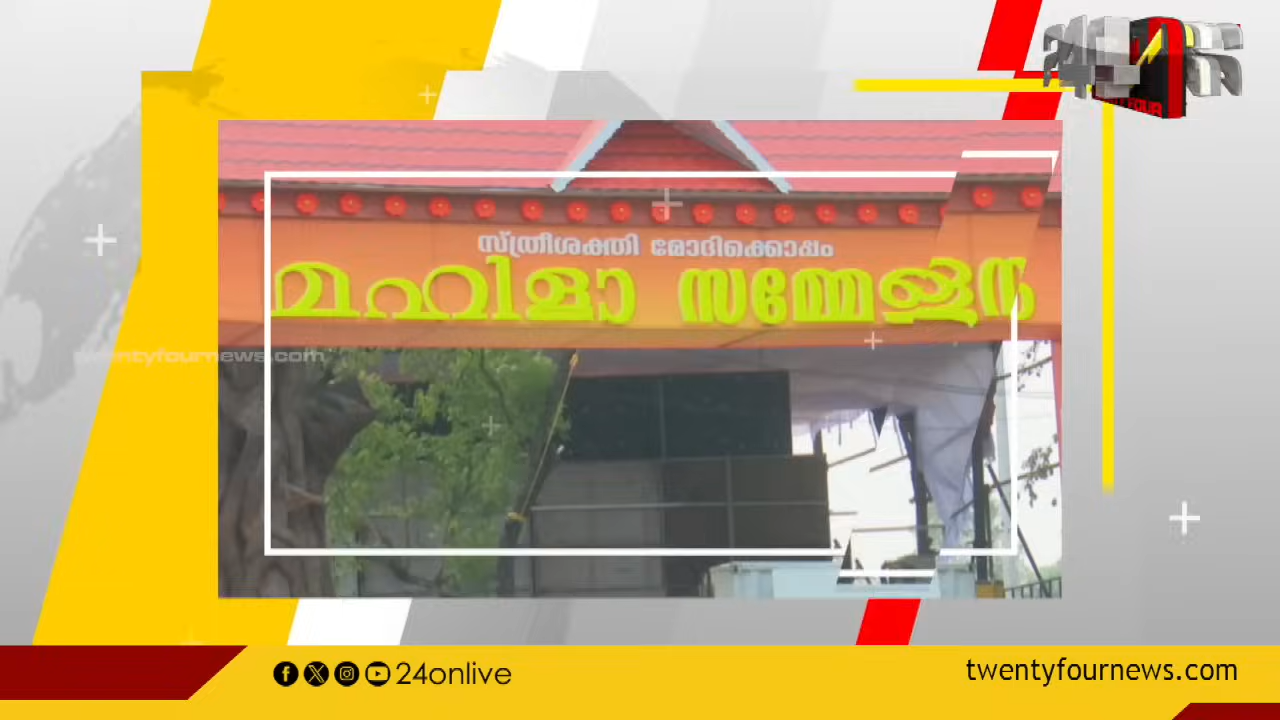 സ്ത്രീശക്തി മോദിക്കൊപ്പം
മഹിളാ സമ്മേളന
twentyfournews.com
24onlive
twentyfournews.com